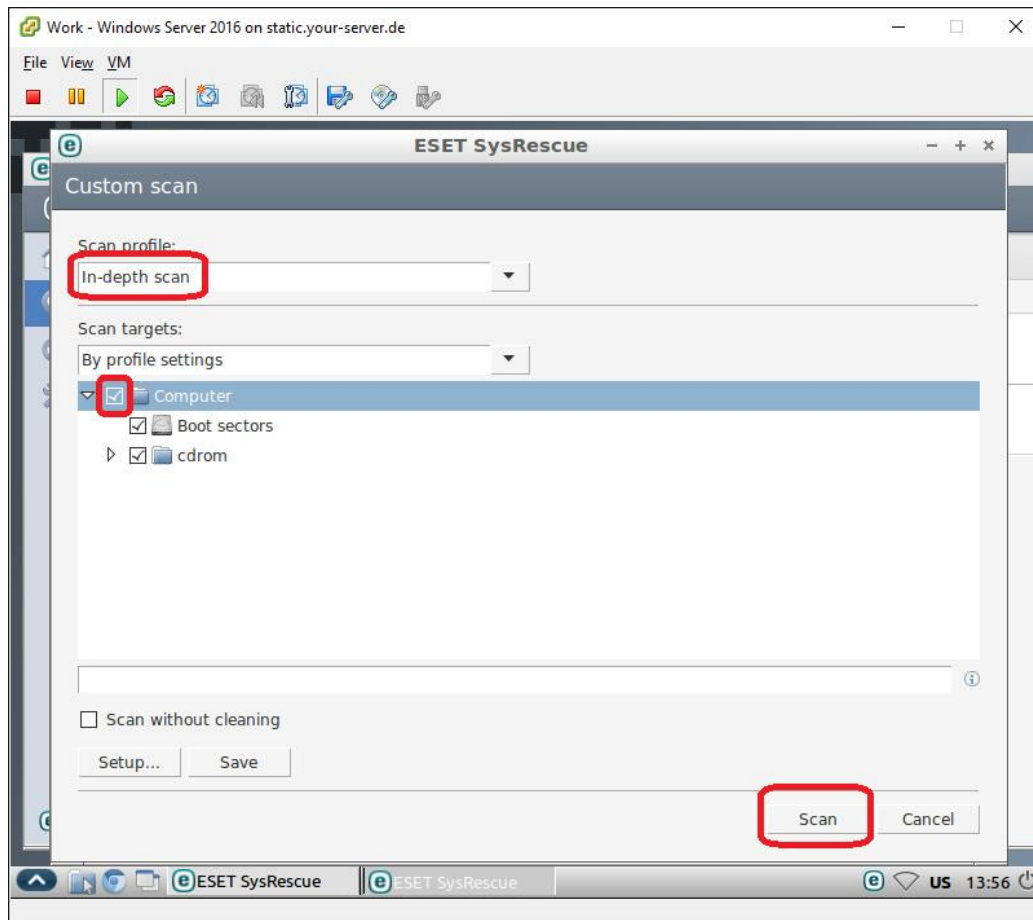 Work - Windows Server 2016 on static.your-server.de
File View VM
ESET SysRescue
Custom scan
Scan profile:
In-depth scan
Scan targets:
By profile settings
Computer
Boot sectors
cdrom
Scan without cleaning
Setup... Save
Scan Cancel
ESET SysRescue ESET SysRescue US 13:56